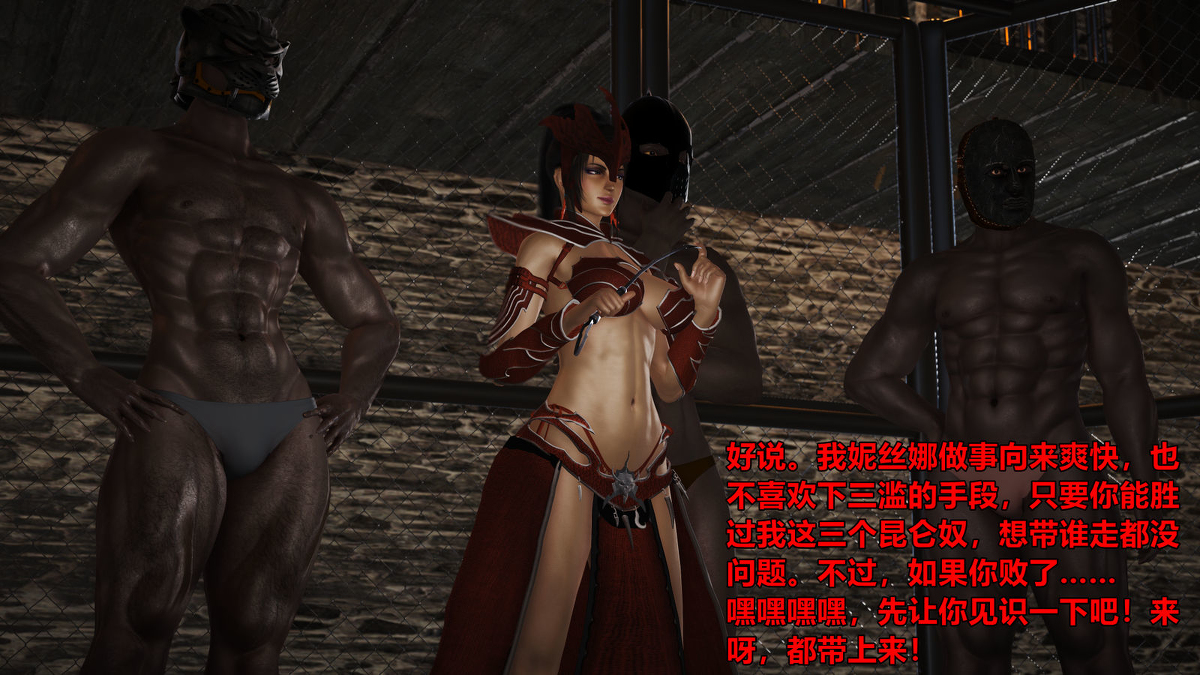 好说。我妮丝娜做事向来爽快，也
不喜欢下三滥的手段，只要你能胜
过我这三个昆仑奴，想带谁走都没
问题。不过，如果你败了……
嘿嘿嘿嘿，先让你见识一下吧！来
呀，都带上来！